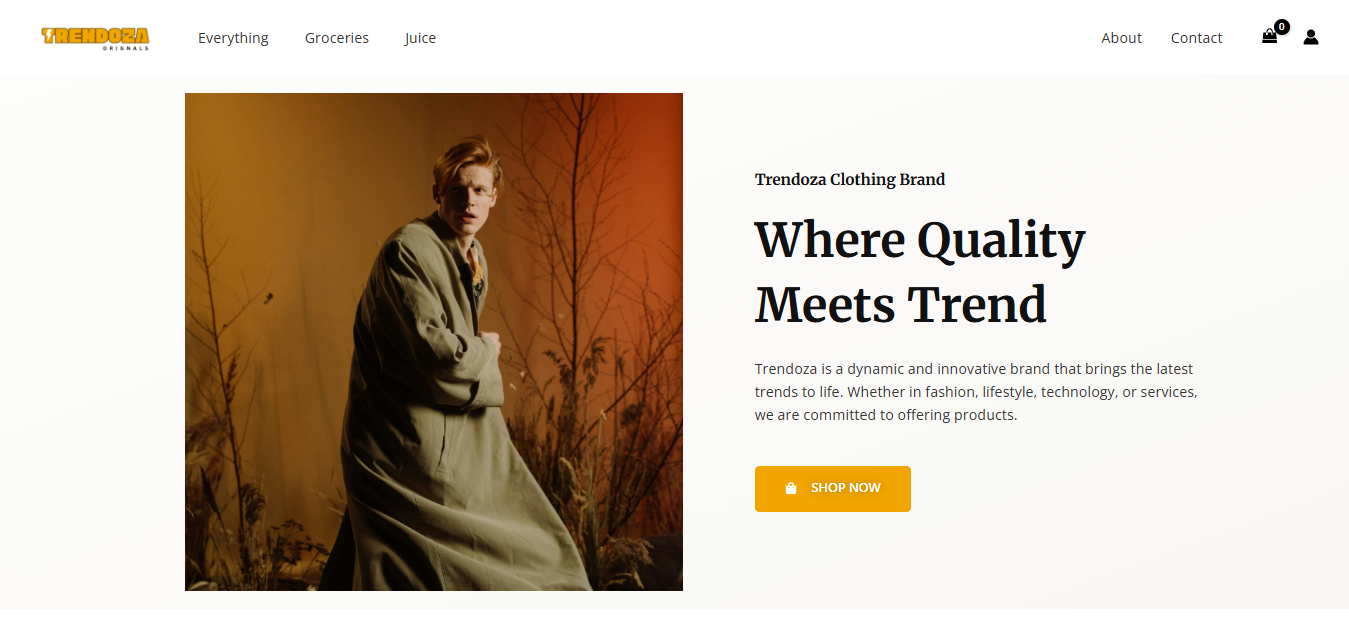 TRENDOZA
ORIGNALS
Everything
Groceries
Juice
About
Contact
0
Trendoza Clothing Brand
Where Quality
Meets Trend
Trendoza is a dynamic and innovative brand that brings the latest
trends to life. Whether in fashion, lifestyle, technology, or services,
we are committed to offering products.
SHOP NOW